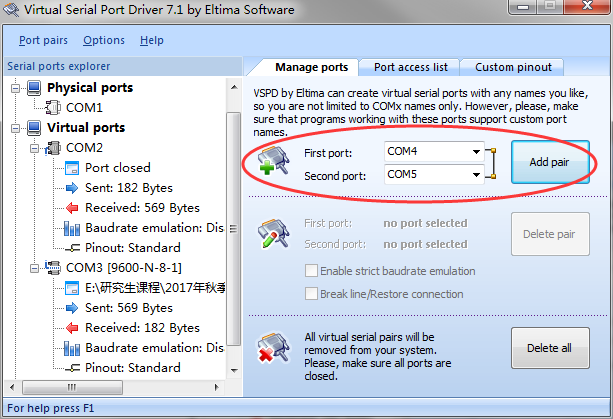 Virtual Serial Port Driver 7.1 by Eltima Software
Port pairs Options Help
Serial ports explorer
Physical ports
COM1
Virtual ports
COM2
Port closed
Sent: 182 Bytes
Received: 569 Bytes
Baudrate emulation: Dis
Pinout: Standard
COM3 [9600-N-8-1]
E:\研究生课程\2017年秋季
Sent: 569 Bytes
Received: 182 Bytes
Baudrate emulation: Dis
Pinout: Standard
Manage ports Port access list Custom pinout
VSPD by Eltima can create virtual serial ports with any names you like,
so you are not limited to COMx names only. However, please, make
sure that programs working with these ports support custom port
names.
First port: COM4
Second port: COM5
Add pair
First port: no port selected
Second port: no port selected
Delete pair
Enable strict baudrate emulation
Break line/Restore connection
All virtual serial pairs will be
removed from your system.
Please, make sure all ports are
closed.
Delete all
For help press F1